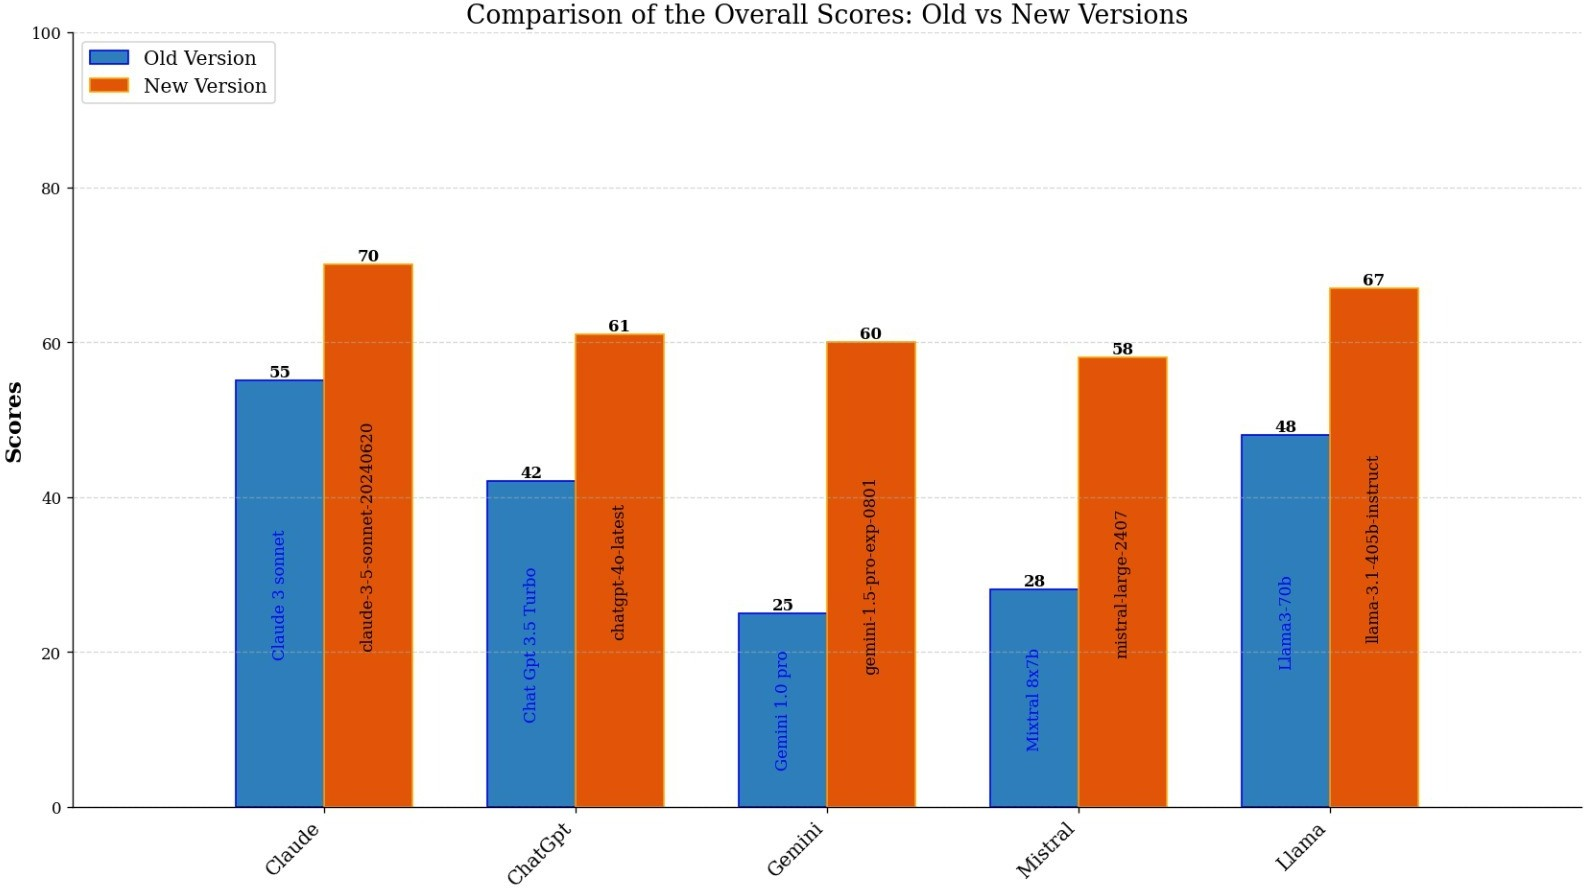 Comparison of the Overall Scores: Old vs New Versions
Old Version
New Version
Scores
100
80
60
40
20
0
55
70
42
61
25
60
28
58
48
67
Claude 3 sonnet
claude-3-5-sonnet-20240620
Chat Gpt 3.5 Turbo
chatgpt-4o-latest
Gemini 1.0 pro
gemini-1.5-pro-exp-0801
Mixtral 8x7b
mistral-large-2407
Llama3-70b
llama-3.1-405b-instruct
Claude
ChatGpt
Gemini
Mistral
Llama